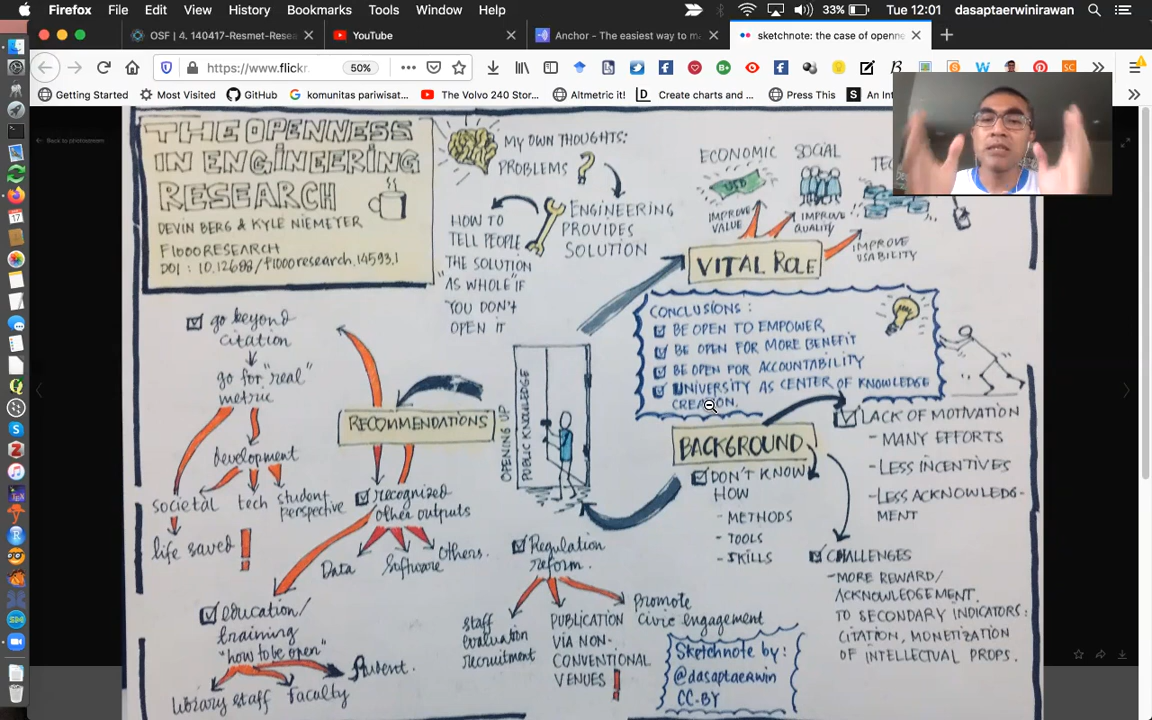 Firefox File Edit View History Bookmarks Tools Window Help
33% Tue 12:01 dasaptaerwinirawan
OSF | 4. 140417-Resmet-Resea
YouTube
Anchor - The easiest way to m
sketchnote: the case of openne
https://www.flickr.
50%
Getting Started Most Visited GitHub komunitas pariwisat... The Volvo 240 Stor... Altmetric it! Create charts and ... Press This An Int
Back to photostream
THE OPENNESS
IN ENGINEERING
RESEARCH
DEVIN BERG & KYLE NIEMETER
F1000RESEARCH
DOI : 10.12688/f1000research.14593.1
MY OWN THOUGHTS:
PROBLEMS ?
ENGINEERING
PROVIDES
SOLUTION
HOW TO
TELL PEOPLE
"THE SOLUTION
AS WHOLE" IF
YOU DON'T
OPEN IT
ECONOMIC
SOCIAL
USD
IMPROVE
VALUE
IMPROVE
QUALITY
IMPROVE
USABILITY
VITAL ROLE
CONCLUSIONS :
BE OPEN TO EMPOWER
BE OPEN FOR MORE BENEFIT
BE OPEN FOR ACCOUNTABILITY
UNIVERSITY AS CENTER OF KNOWLEDGE
CREATION.
OPENING UP
PUBLIC KNOWLEDGE
RECOMMENDATIONS
go beyond
citation
go for "real"
metric
development
societal
tech
student
perspective
life saved !
recognized
other outputs
Data
Software
Others.
education/
training
"how to be open"
library staff
faculty
student.
Regulation
reform.
staff
evaluation
recruitment
PUBLICATION
VIA NON-
CONVENTIONAL
VENUES !
Promote
civic engagement
BACKGROUND
DON'T KNOW
HOW
- METHODS
- TOOLS
- SKILLS
LACK OF MOTIVATION
- MANY EFFORTS
- LESS INCENTIVES
- LESS ACKNOWLEDG-
MENT
CHALLENGES
- MORE REWARD/
ACKNOWLEDGEMENT
TO SECONDARY INDICATORS:
CITATION, MONETIZATION
OF INTELLECTUAL PROPS.
Sketchnote by:
@dasaptaerwin
CC-BY